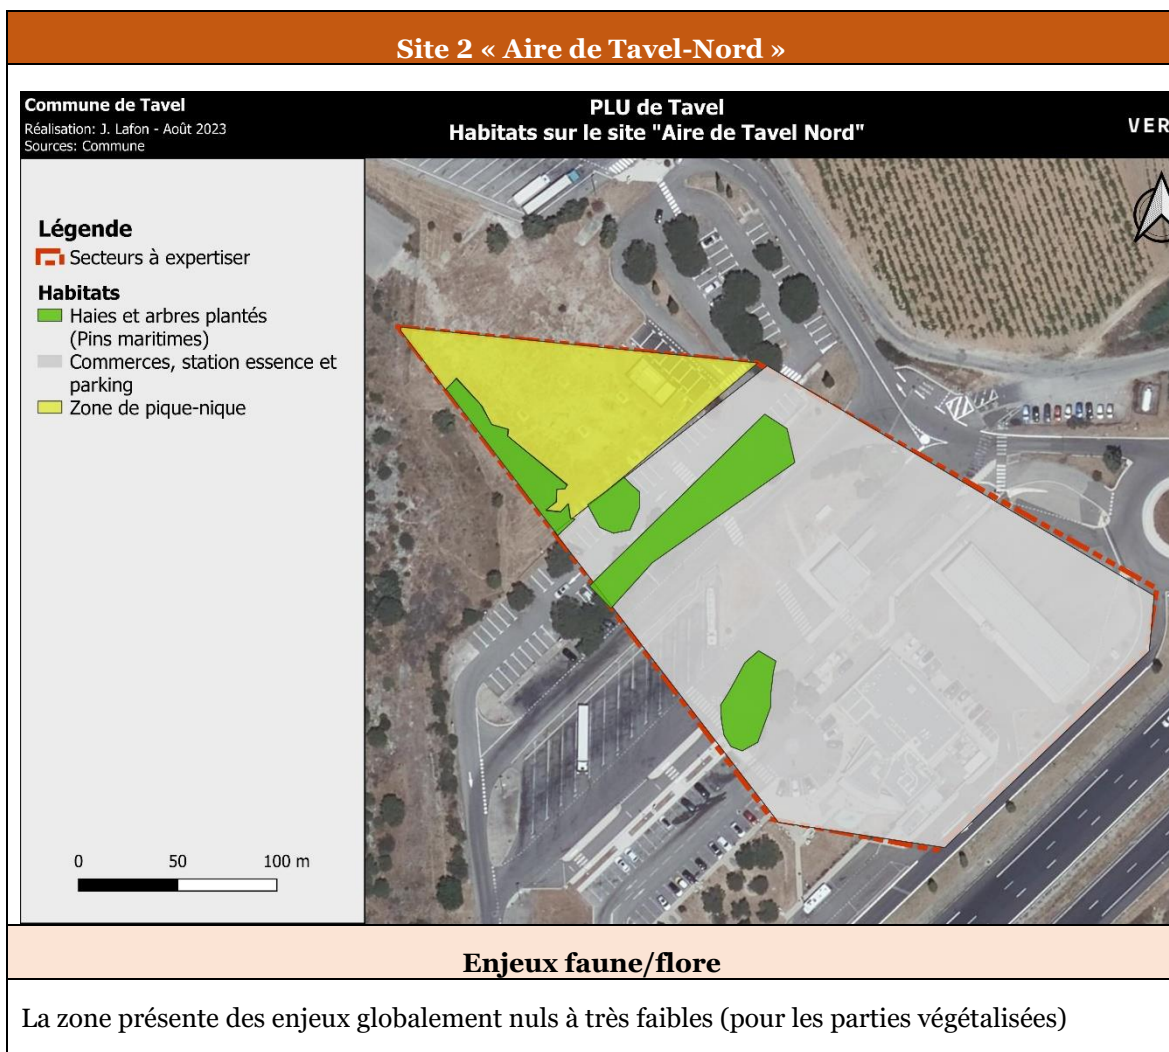 Site 2 « Aire de Tavel-Nord »
Commune de Tavel
Réalisation: J. Lafon - Août 2023
Sources: Commune
PLU de Tavel
Habitats sur le site "Aire de Tavel Nord"
VER
Légende
Secteurs à expertiser
Habitats
Haies et arbres plantés
(Pins maritimes)
Commerces, station essence et
parking
Zone de pique-nique
0 50 100 m
Enjeux faune/flore
La zone présente des enjeux globalement nuls à très faibles (pour les parties végétalisées)